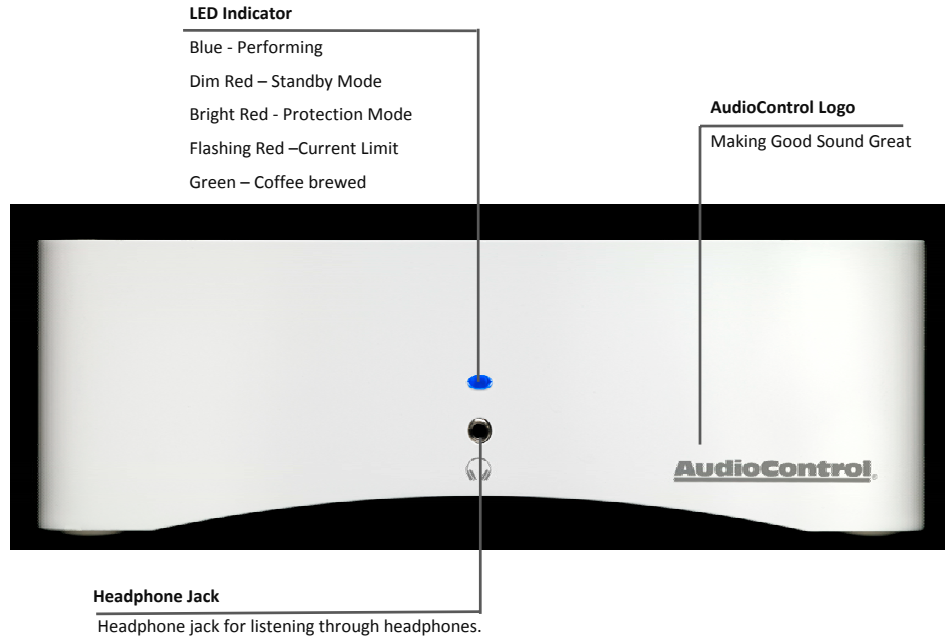 LED Indicator
Blue - Performing
Dim Red – Standby Mode
Bright Red - Protection Mode
Flashing Red –Current Limit
Green – Coffee brewed
AudioControl Logo
Making Good Sound Great
AudioControl®
Headphone Jack
Headphone jack for listening through headphones.